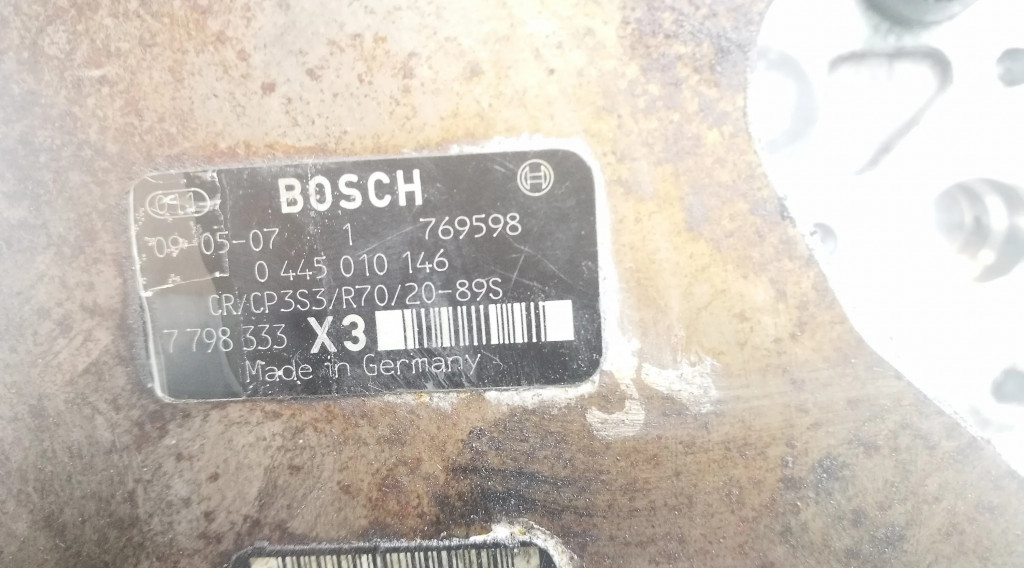 BOSCH
09-05-07 1 769598
0 445 010 146
CR/CP3S3/R70/20-89S
7 798 333 X3
Made in Germany